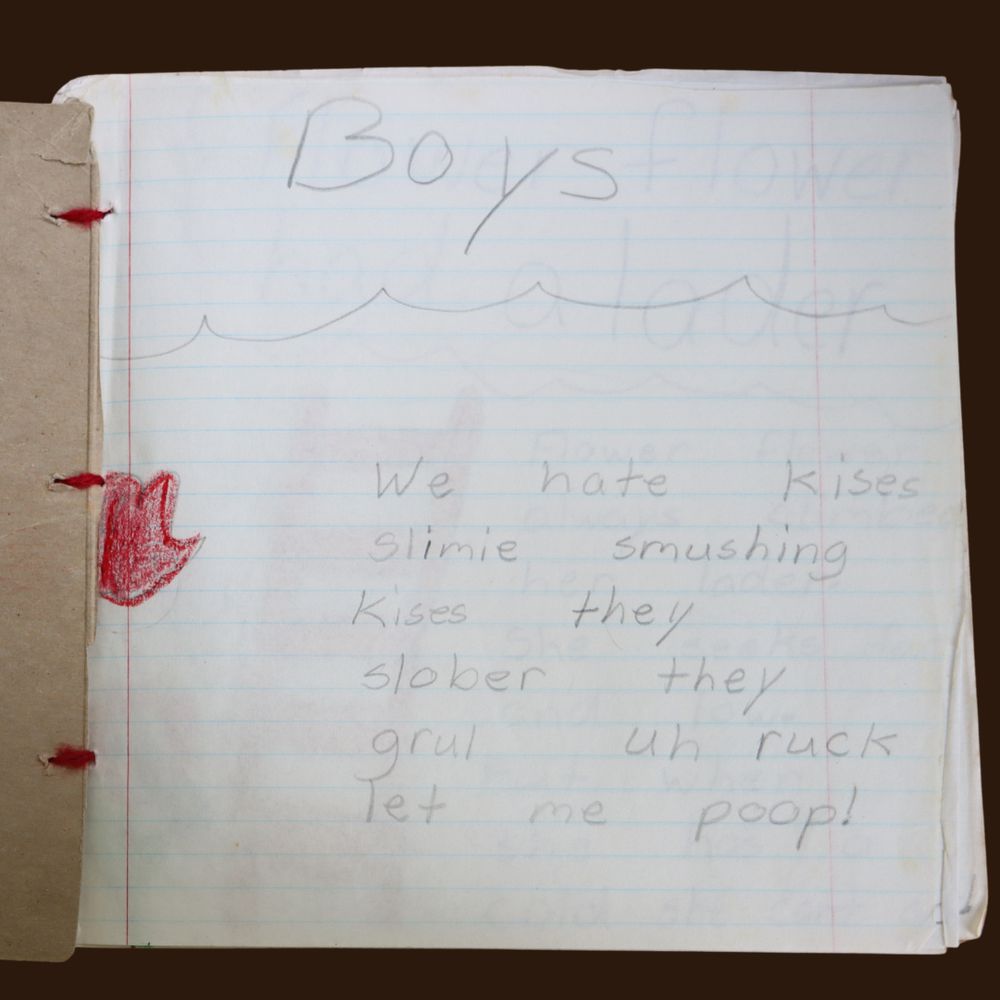 Boys
We hate kises
slimie smushing
kises they
slober they
grul uh ruck
let me poop!